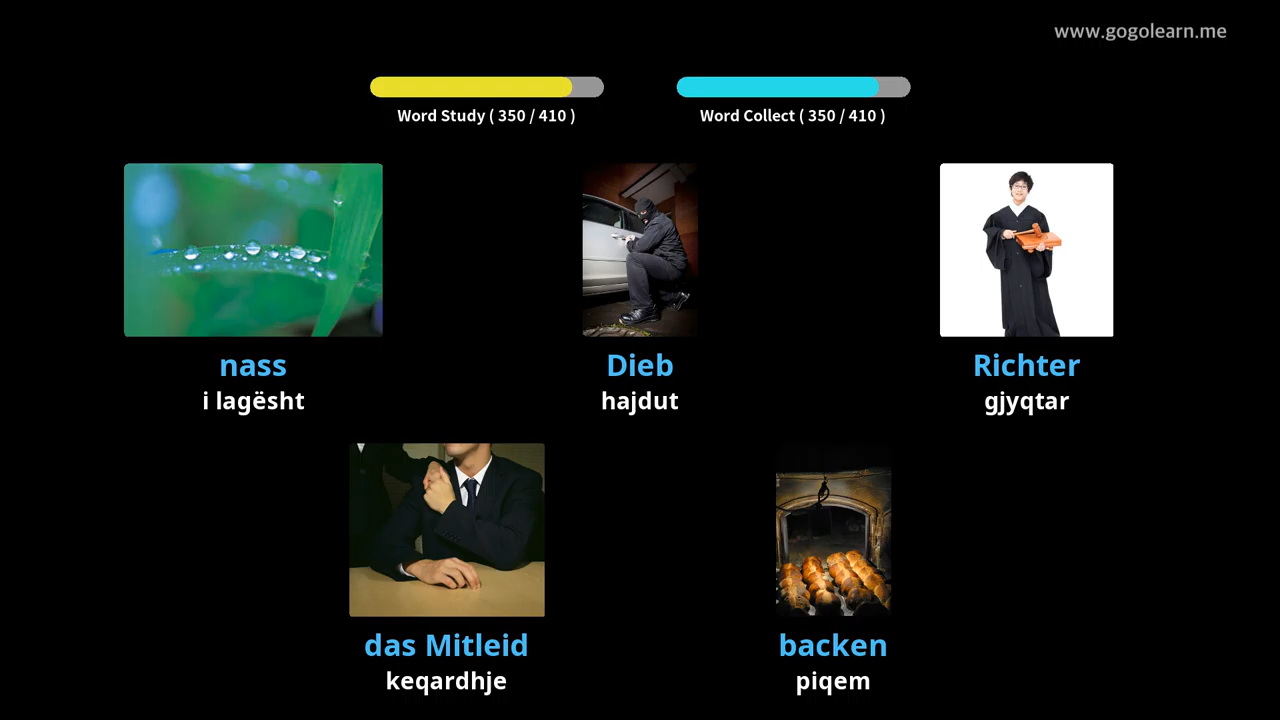 www.gogolearn.me
Word Study ( 350 / 410 )
Word Collect ( 350 / 410 )
nass
i lagësht
Dieb
hajdut
Richter
gjyqtar
das Mitleid
keqardhje
backen
piqem